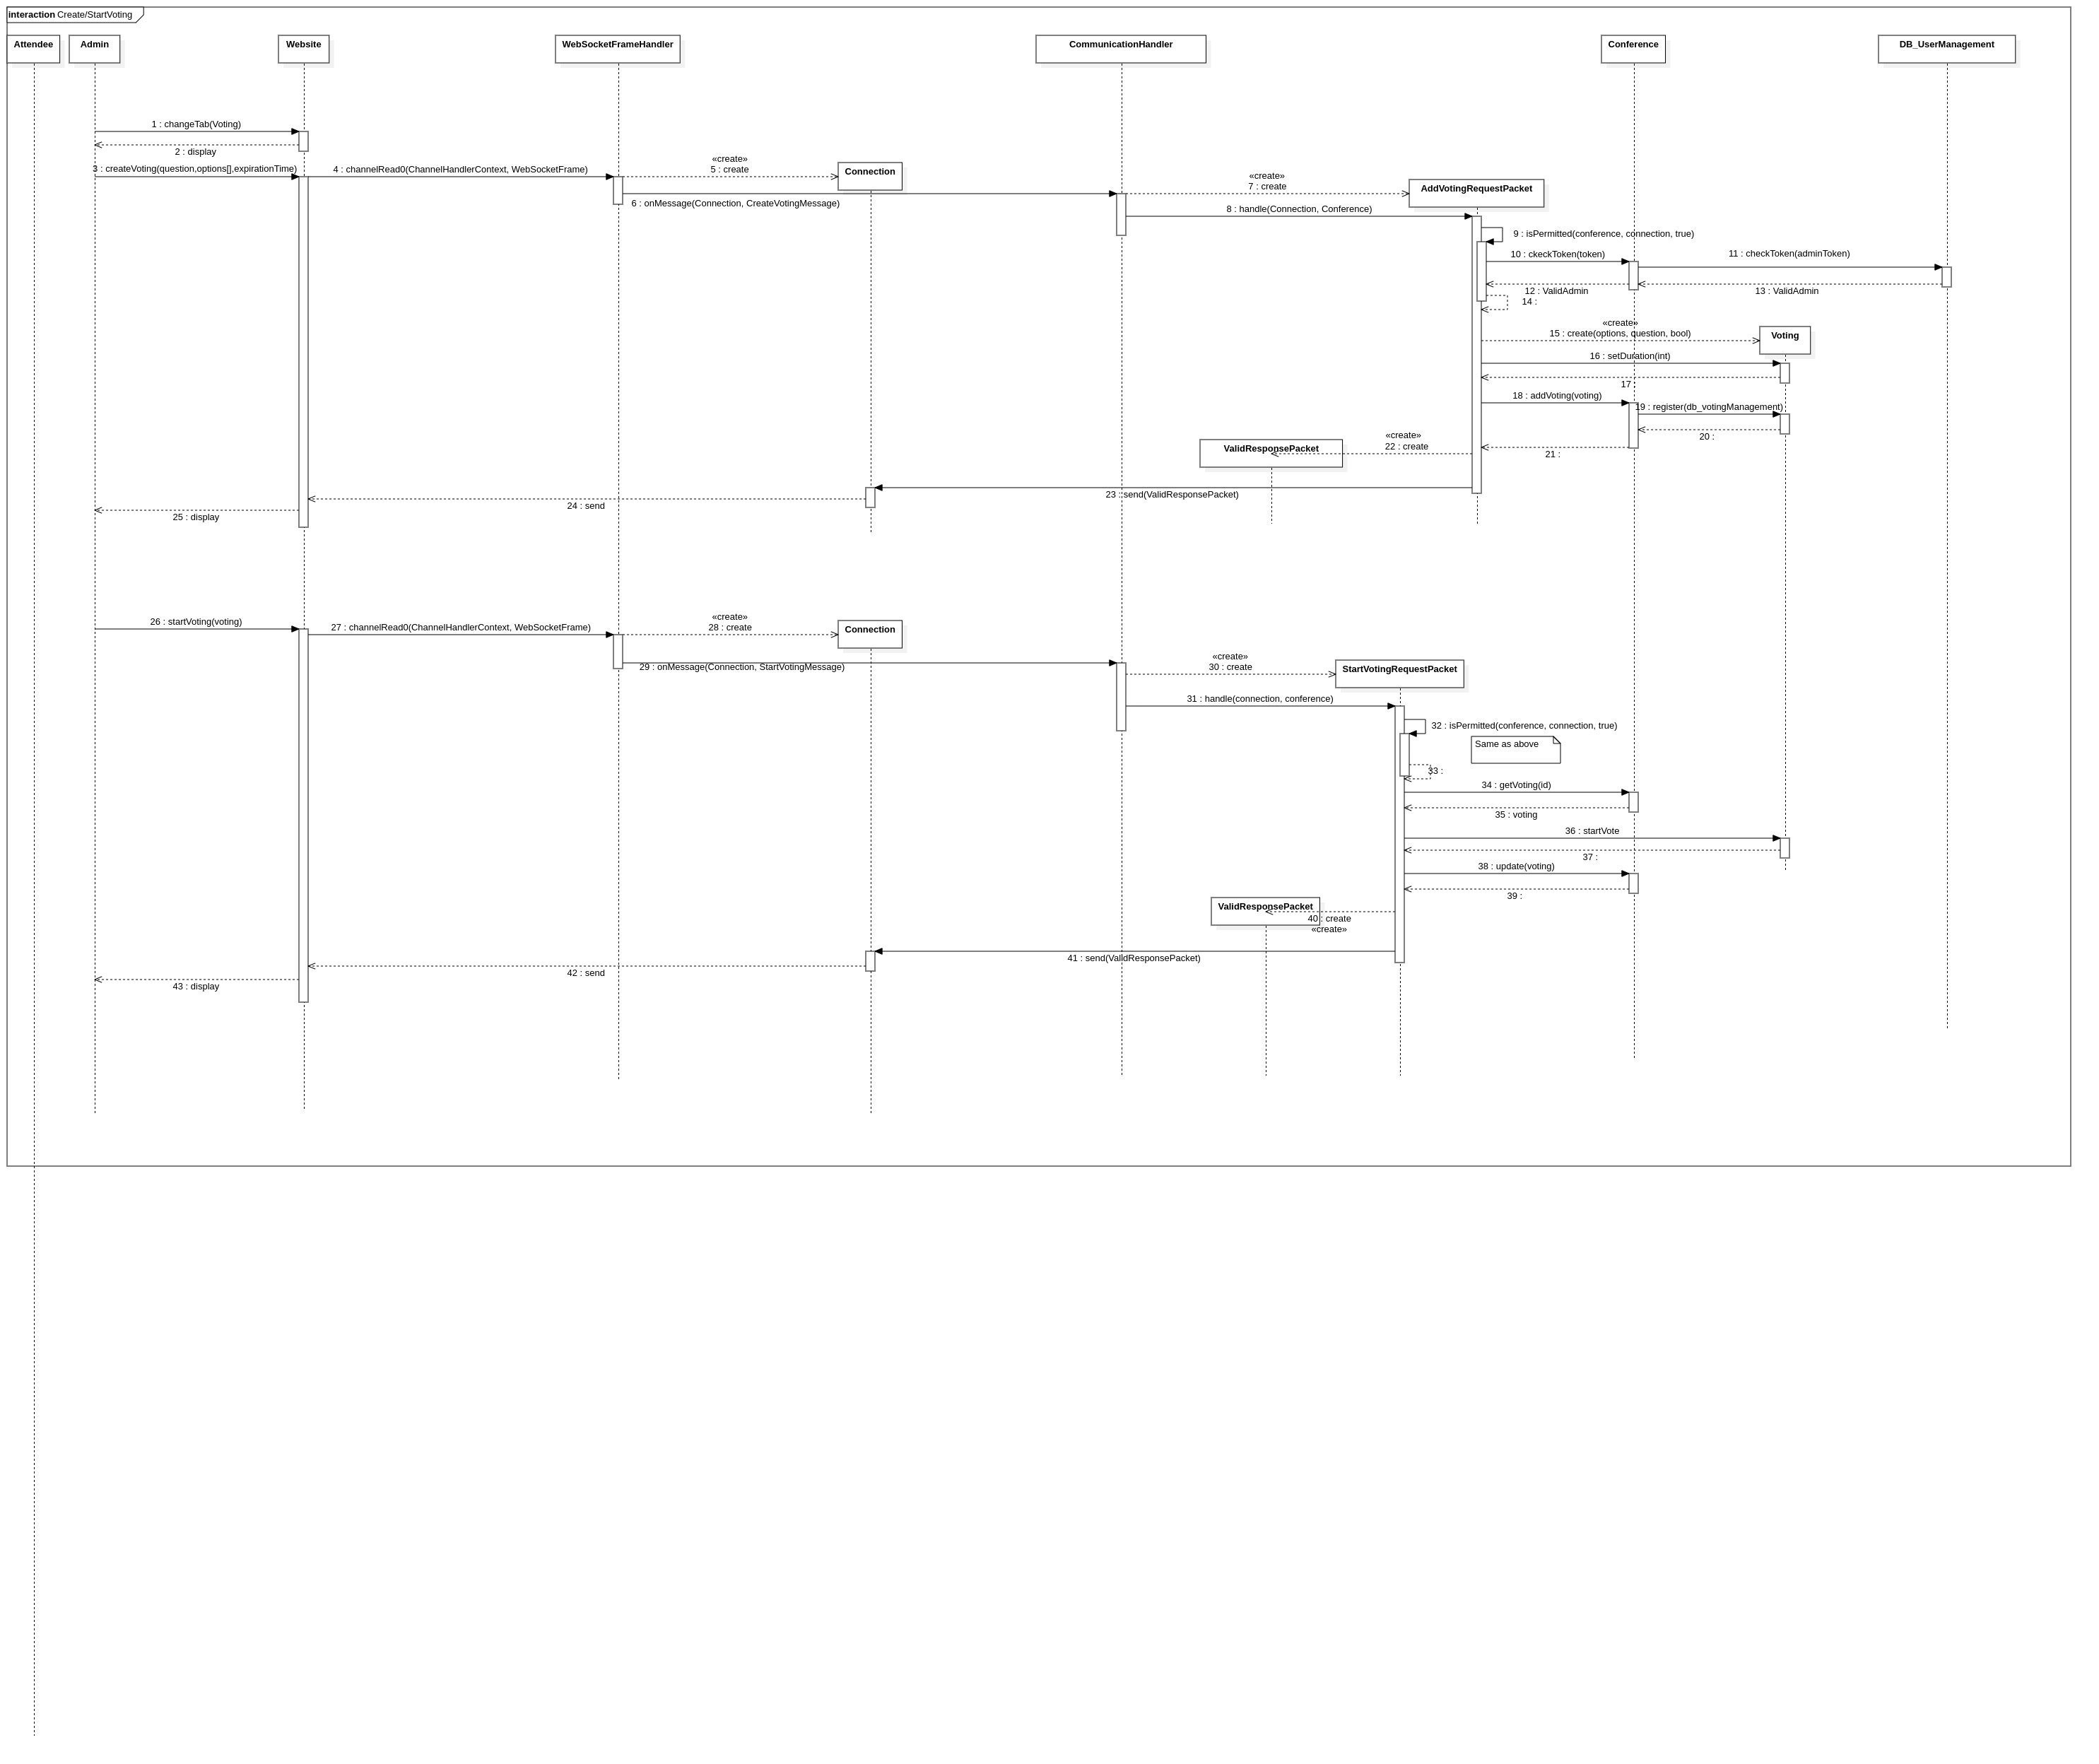 interaction Create/StartVoting
Attendee
Admin
Website
WebSocketFrameHandler
CommunicationHandler
Conference
DB_UserManagement
1 : changeTab(Voting)
2 : display
3 : createVoting(question,options[],expirationTime)
4 : channelRead0(ChannelHandlerContext, WebSocketFrame)
«create»
5 : create
Connection
6 : onMessage(Connection, CreateVotingMessage)
«create»
7 : create
AddVotingRequestPacket
8 : handle(Connection, Conference)
9 : isPermitted(conference, connection, true)
10 : ckeckToken(token)
11 : checkToken(adminToken)
12 : ValidAdmin
13 : ValidAdmin
14 :
«create»
15 : create(options, question, bool)
Voting
16 : setDuration(int)
17 :
18 : addVoting(voting)
19 : register(db_votingManagement)
20 :
21 :
«create»
22 : create
ValidResponsePacket
23 : send(ValidResponsePacket)
24 : send
25 : display
26 : startVoting(voting)
27 : channelRead0(ChannelHandlerContext, WebSocketFrame)
«create»
28 : create
Connection
29 : onMessage(Connection, StartVotingMessage)
«create»
30 : create
StartVotingRequestPacket
31 : handle(connection, conference)
32 : isPermitted(conference, connection, true)
Same as above
33 :
34 : getVoting(id)
35 : voting
36 : startVote
37 :
38 : update(voting)
39 :
ValidResponsePacket
40 : create
«create»
41 : send(ValidResponsePacket)
42 : send
43 : display